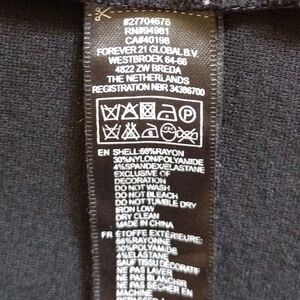 #27704676
RN#94981
CA#40198
FOREVER 21 GLOBAL B.V
WESTBROEK 64-66
4822 ZW BREDA
THE NETHERLANDS
REGISTRATION NBR 34386700
P
EN SHELL:66%RAYON
30%NYLON/POLYAMIDE
4%SPANDEX/ELASTANE
EXCLUSIVE OF
DECORATION
DO NOT WASH
DO NOT BLEACH
DO NOT TUMBLE DRY
IRON LOW
DRY CLEAN
MADE IN CHINA
FR ÉTOFFE EXTÉRIEURE:
66%RAYONNE
30%POLYAMIDE
4%ELASTANE
SAUF TISSU DÉCORATIF
NE PAS LAVER
NE PAS BLANCHIR
NE PAS SÉCHER EN
MACHINE